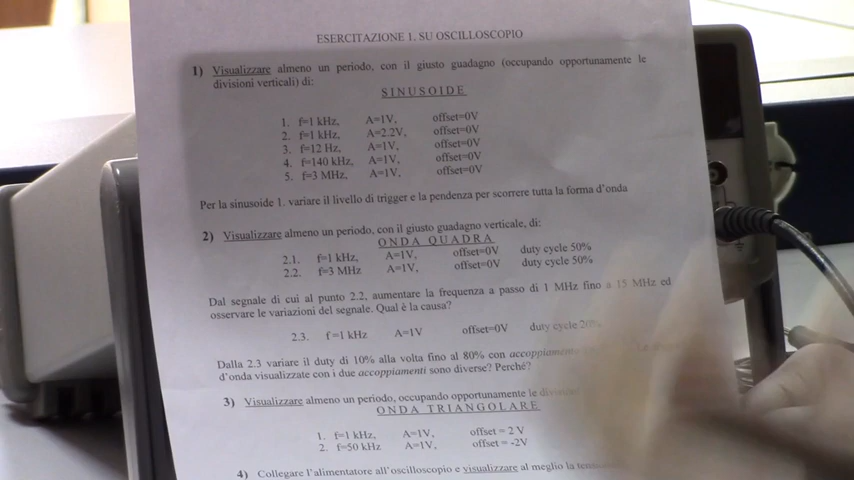 ESERCITAZIONE 1. SU OSCILLOSCOPIO
1) Visualizzare almeno un periodo, con il giusto guadagno (occupando opportunamente le
divisioni verticali) di:
SINUSOIDE
1. f=1 kHz, A=1V, offset=0V
2. f=1 kHz, A=2.2V, offset=0V
3. f=12 Hz, A=1V, offset=0V
4. f=140 kHz, A=1V, offset=0V
5. f=3 MHz, A=1V, offset=0V
Per la sinusoide 1. variare il livello di trigger e la pendenza per scorrere tutta la forma d'onda
2) Visualizzare almeno un periodo, con il giusto guadagno verticale, di:
ONDA QUADRA
2.1. f=1 kHz, A=1V, offset=0V duty cycle 50%
2.2. f=3 MHz A=1V, offset=0V duty cycle 50%
Dal segnale di cui al punto 2.2, aumentare la frequenza a passo di 1 MHz fino a 15 MHz ed
osservare le variazioni del segnale. Qual è la causa?
2.3. f=1 kHz A=1V offset=0V duty cycle 20%
Dalla 2.3 variare il duty di 10% alla volta fino al 80% con accoppiamento
d'onda visualizzate con i due accoppiamenti sono diverse? Perché?
3) Visualizzare almeno un periodo, occupando opportunamente le
ONDA TRIANGOLARE
1. f=1 kHz, A=1V, offset = 2 V
2. f=50 kHz A=1V, offset = -2V
4) Collegare l'alimentatore all'oscilloscopio e visualizzare al meglio la